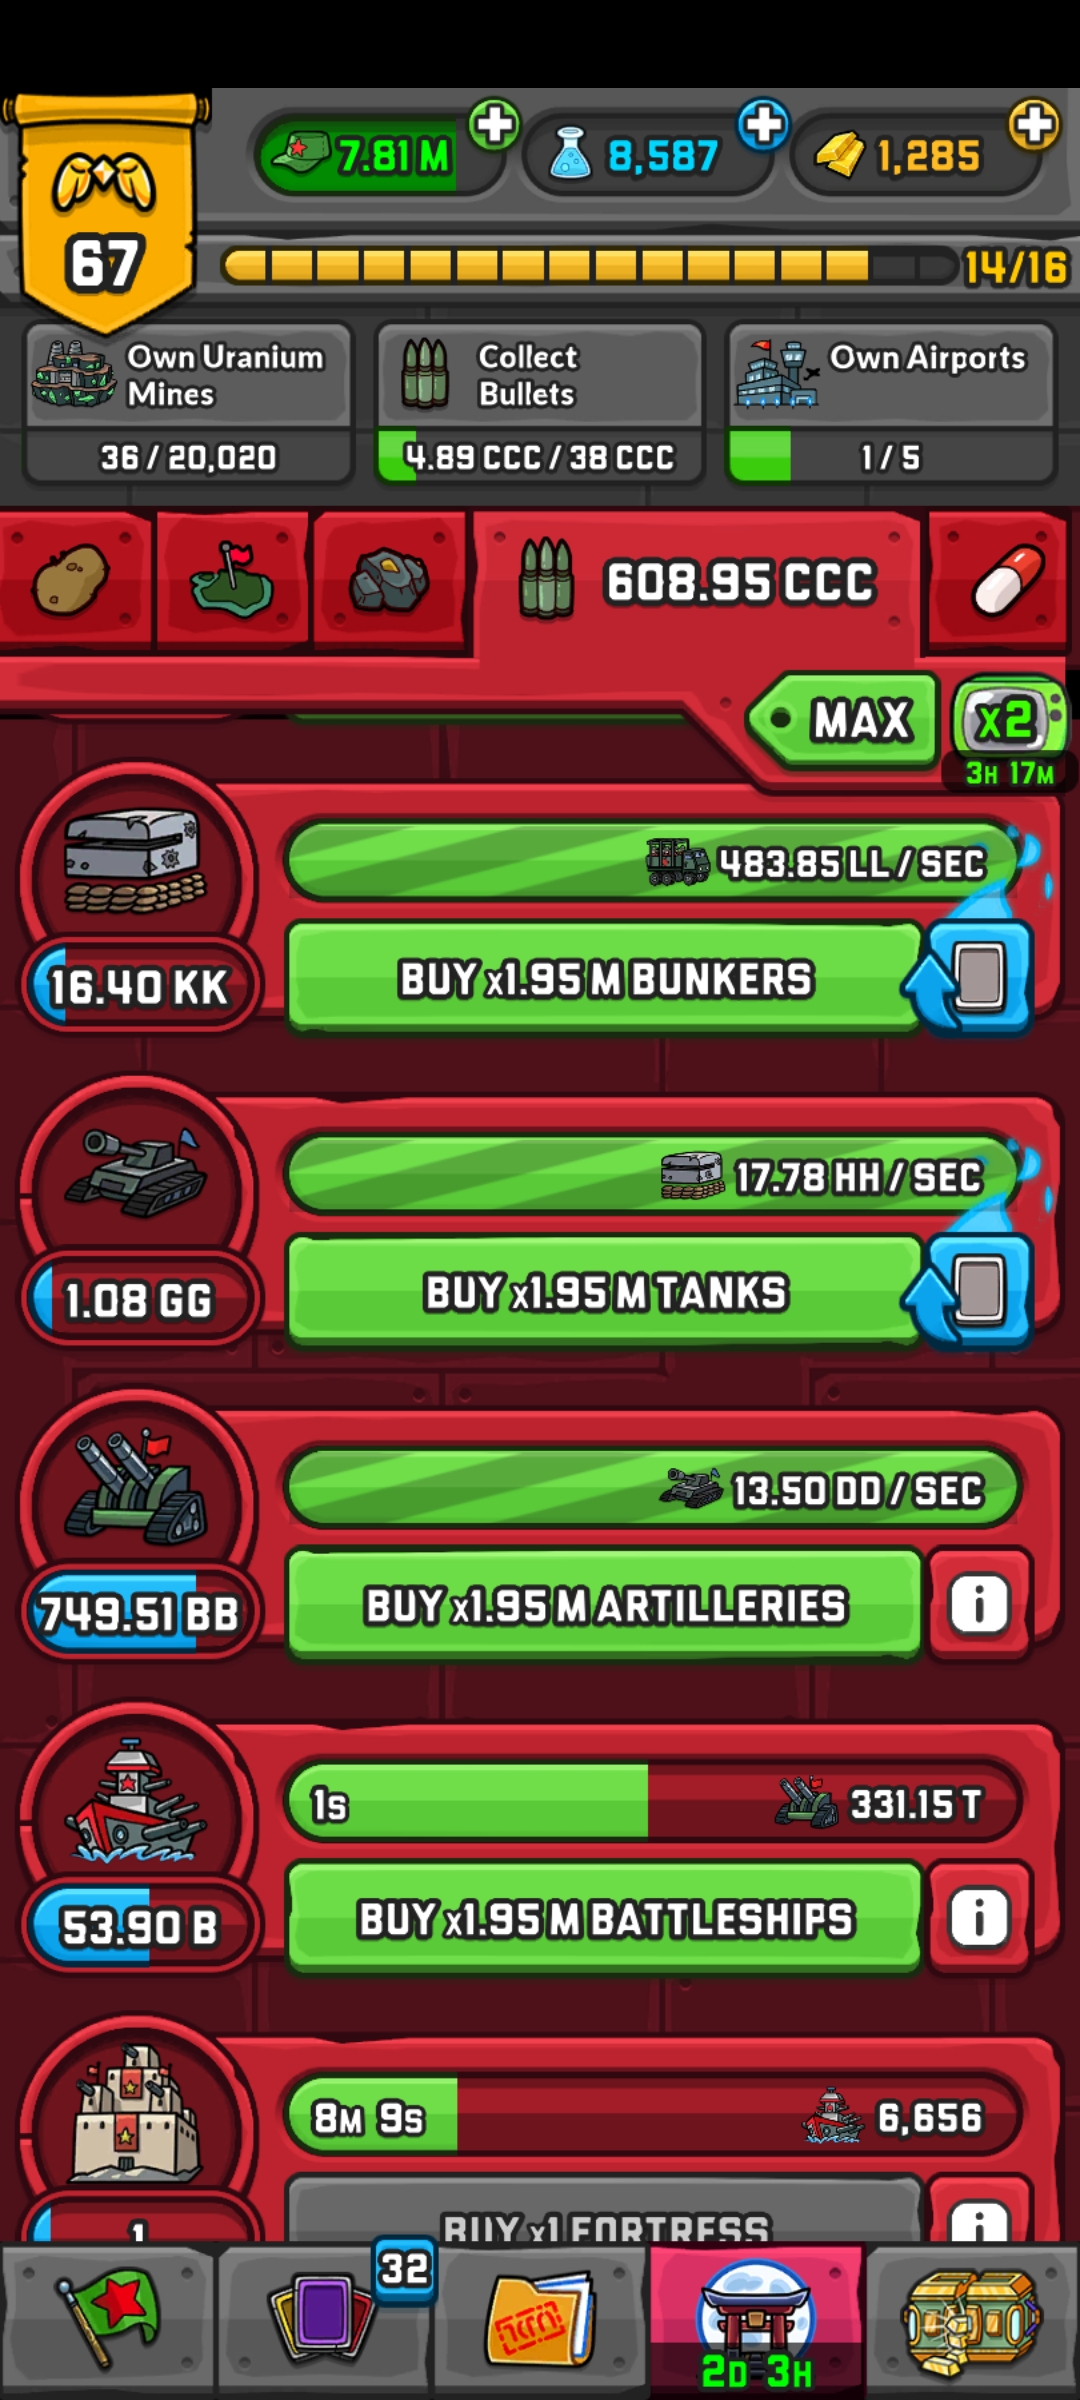 7.81 M
8,587
1,285
67
14/16
Own Uranium
Mines
36 / 20,020
Collect
Bullets
4.89 CCC / 38 CCC
Own Airports
1 / 5
608.95 CCC
MAX
x2
3H 17M
483.85 LL / SEC
16.40 KK
BUY x1.95 M BUNKERS
17.78 HH / SEC
1.08 GG
BUY x1.95 M TANKS
13.50 DD / SEC
749.51 BB
BUY x1.95 M ARTILLERIES
i
1s
331.15 T
53.90 B
BUY x1.95 M BATTLESHIPS
i
8M 9s
6,656
1
BUY x1 FORTRESS
i
32
2D 3H